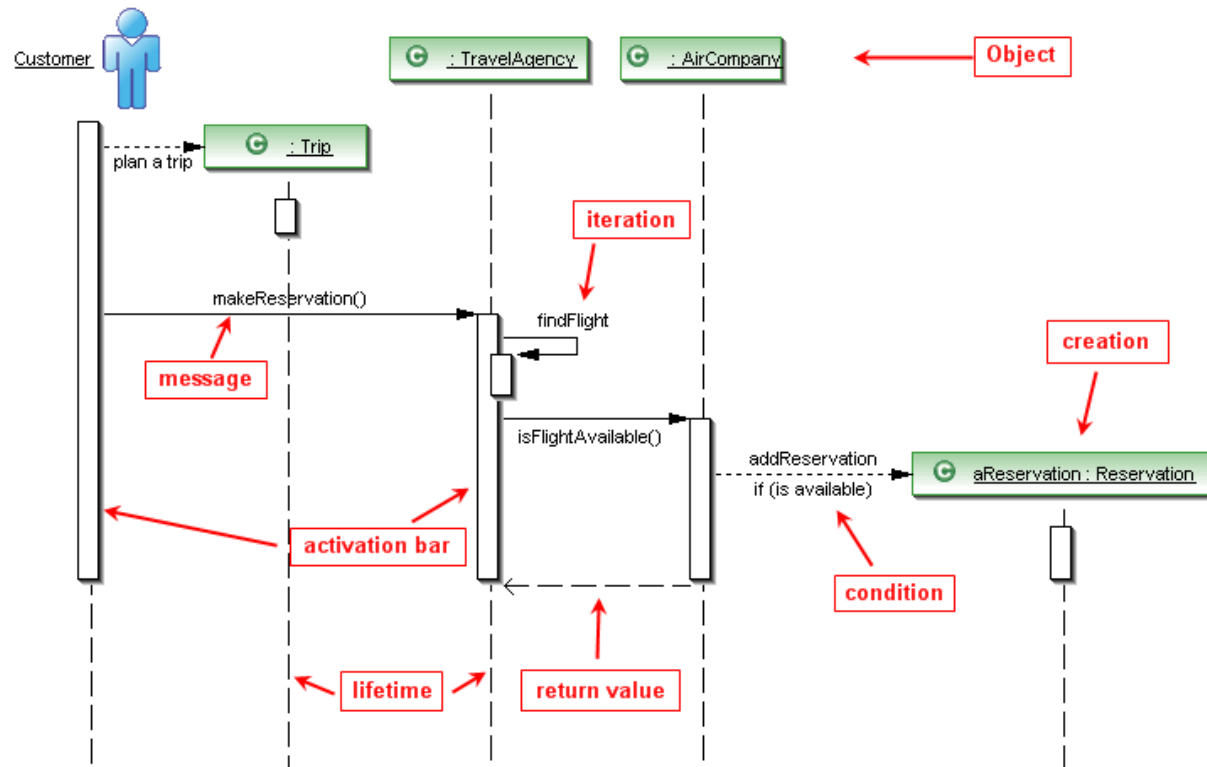 Customer
C : TravelAgency
C : AirCompany
Object
plan a trip
C : Trip
iteration
makeReservation()
findFlight
message
creation
isFlightAvailable()
addReservation
if (is available)
C aReservation : Reservation
activation bar
condition
lifetime
return value